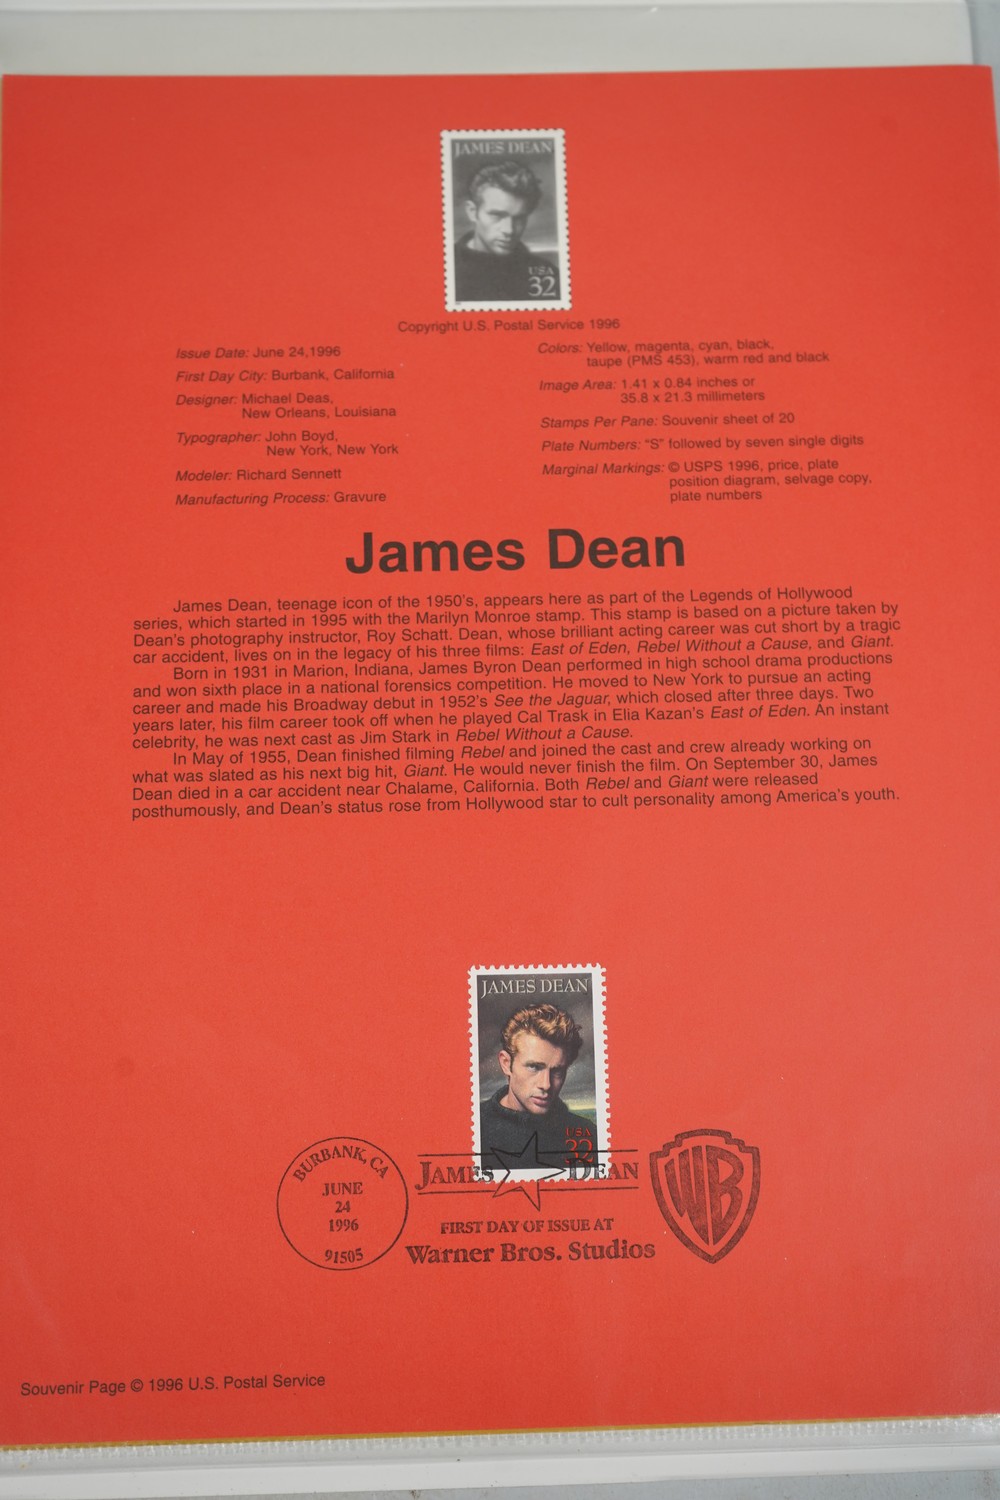 JAMES DEAN
USA
32
Copyright U.S. Postal Service 1996
Issue Date: June 24,1996
First Day City: Burbank, California
Designer: Michael Deas,
New Orleans, Louisiana
Typographer: John Boyd,
New York, New York
Modeler: Richard Sennett
Manufacturing Process: Gravure
Colors: Yellow, magenta, cyan, black,
taupe (PMS 453), warm red and black
Image Area: 1.41 x 0.84 inches or
35.8 x 21.3 millimeters
Stamps Per Pane: Souvenir sheet of 20
Plate Numbers: “S” followed by seven single digits
Marginal Markings: © USPS 1996, price, plate
position diagram, selvage copy,
plate numbers
James Dean
James Dean, teenage icon of the 1950's, appears here as part of the Legends of Hollywood
series, which started in 1995 with the Marilyn Monroe stamp. This stamp is based on a picture taken by
Dean's photography instructor, Roy Schatt. Dean, whose brilliant acting career was cut short by a tragic
car accident, lives on in the legacy of his three films: East of Eden, Rebel Without a Cause, and Giant.
Born in 1931 in Marion, Indiana, James Byron Dean performed in high school drama productions
and won sixth place in a national forensics competition. He moved to New York to pursue an acting
career and made his Broadway debut in 1952's See the Jaguar, which closed after three days. Two
years later, his film career took off when he played Cal Trask in Elia Kazan's East of Eden. An instant
celebrity, he was next cast as Jim Stark in Rebel Without a Cause.
In May of 1955, Dean finished filming Rebel and joined the cast and crew already working on
what was slated as his next big hit, Giant. He would never finish the film. On September 30, James
Dean died in a car accident near Chalame, California. Both Rebel and Giant were released
posthumously, and Dean's status rose from Hollywood star to cult personality among America's youth.
JAMES DEAN
USA
32
BURBANK, CA
JUNE
24
1996
91505
JAMES DEAN
FIRST DAY OF ISSUE AT
Warner Bros. Studios
WB
Souvenir Page © 1996 U.S. Postal Service